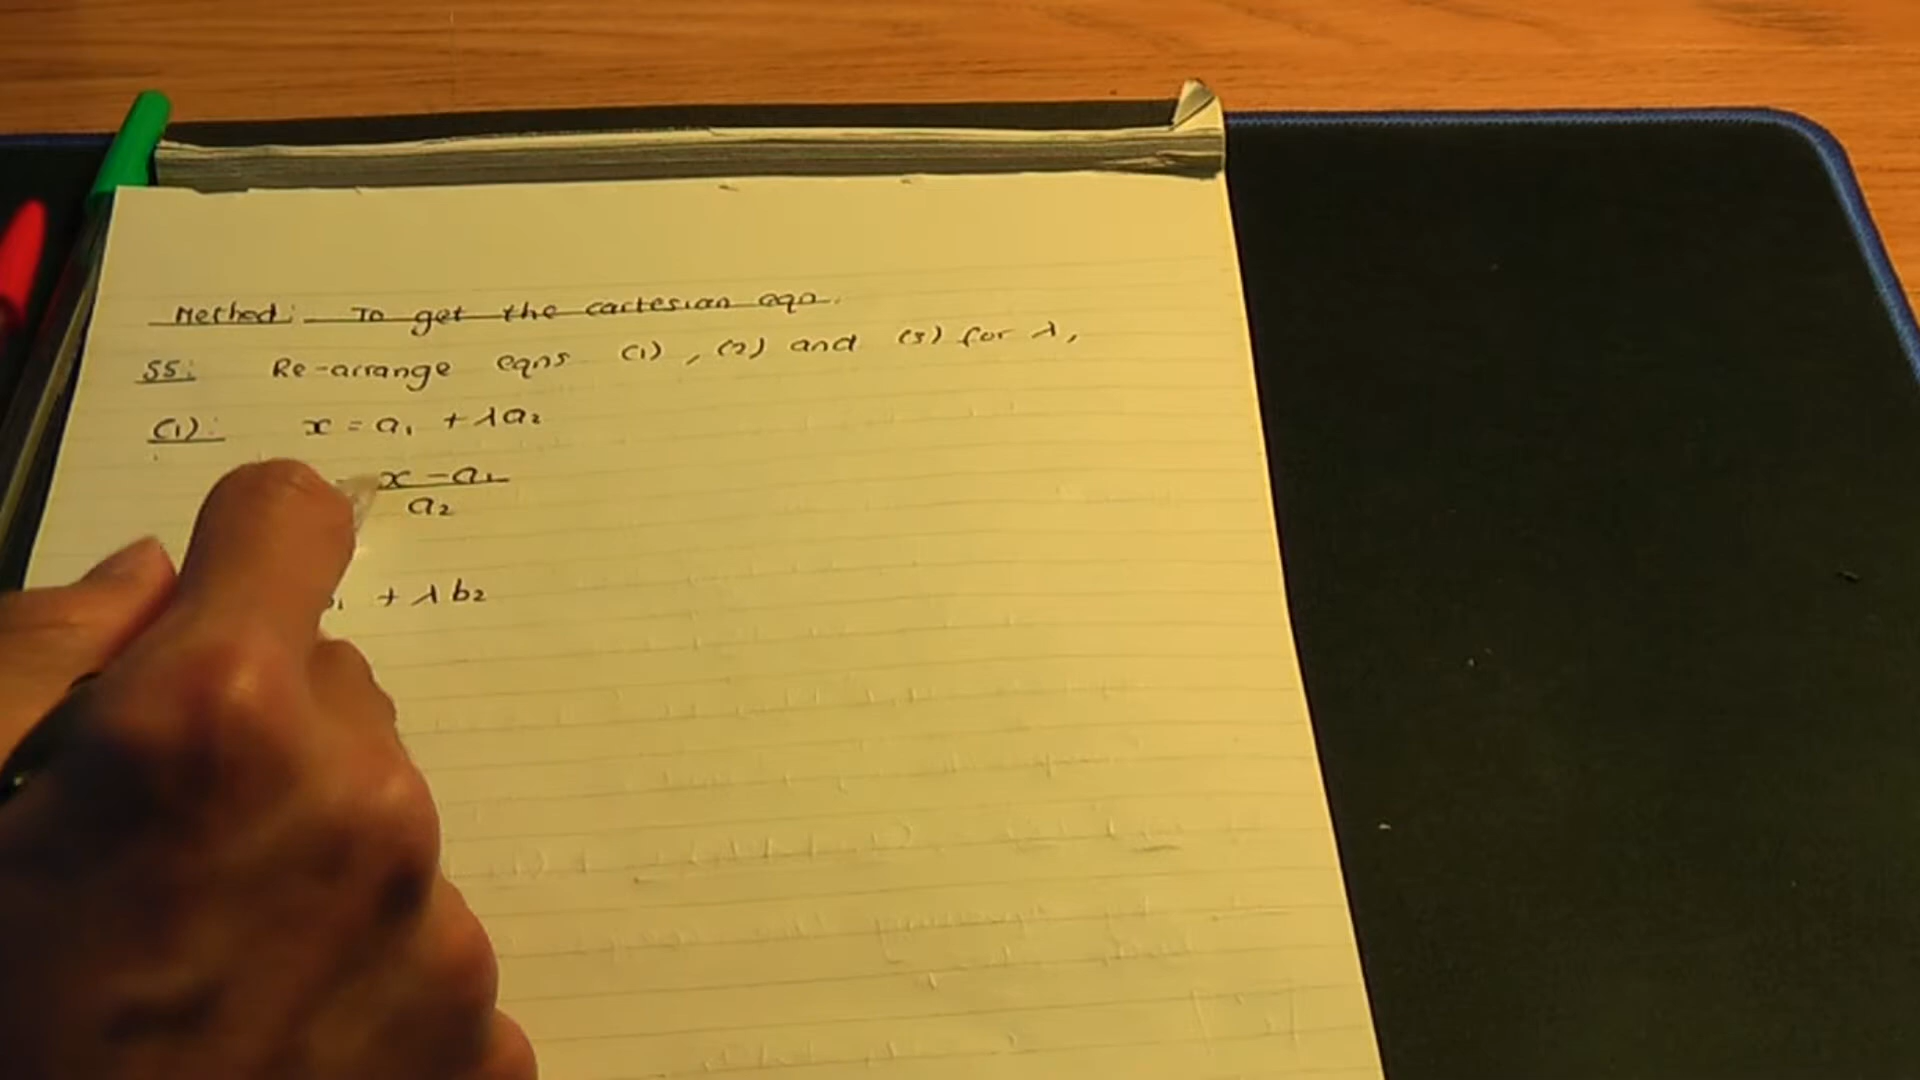 Method: To get the cartesian eqn.
S5: Re-arrange eqns (1), (2) and (3) for λ,
(1): x = a₁ + λa₂
x - a₁
a₂
+ λb₂